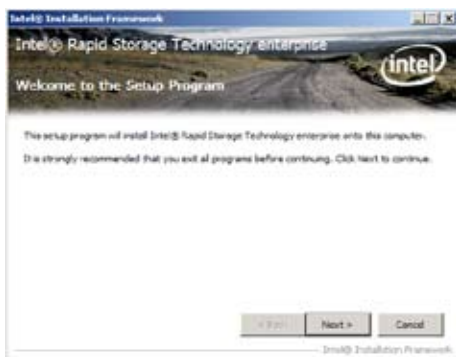 Intel® Installation Framework
Intel® Rapid Storage Technology enterprise
intel
Welcome to the Setup Program
This setup program will install Intel® Rapid Storage Technology enterprise onto this computer.
It is strongly recommended that you exit all programs before continuing. Click Next to continue.
< Back
Next >
Cancel
Intel® Installation Framework